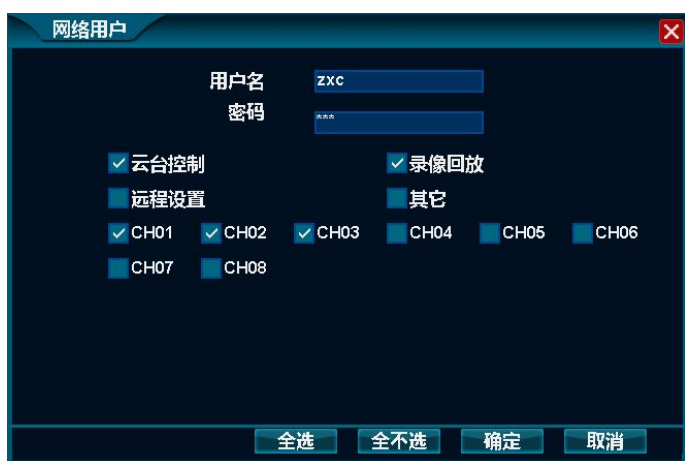 网络用户
用户名 zxc
密码 ***
云台控制 录像回放
远程设置 其它
CH01 CH02 CH03 CH04 CH05 CH06
CH07 CH08
全选 全不选 确定 取消